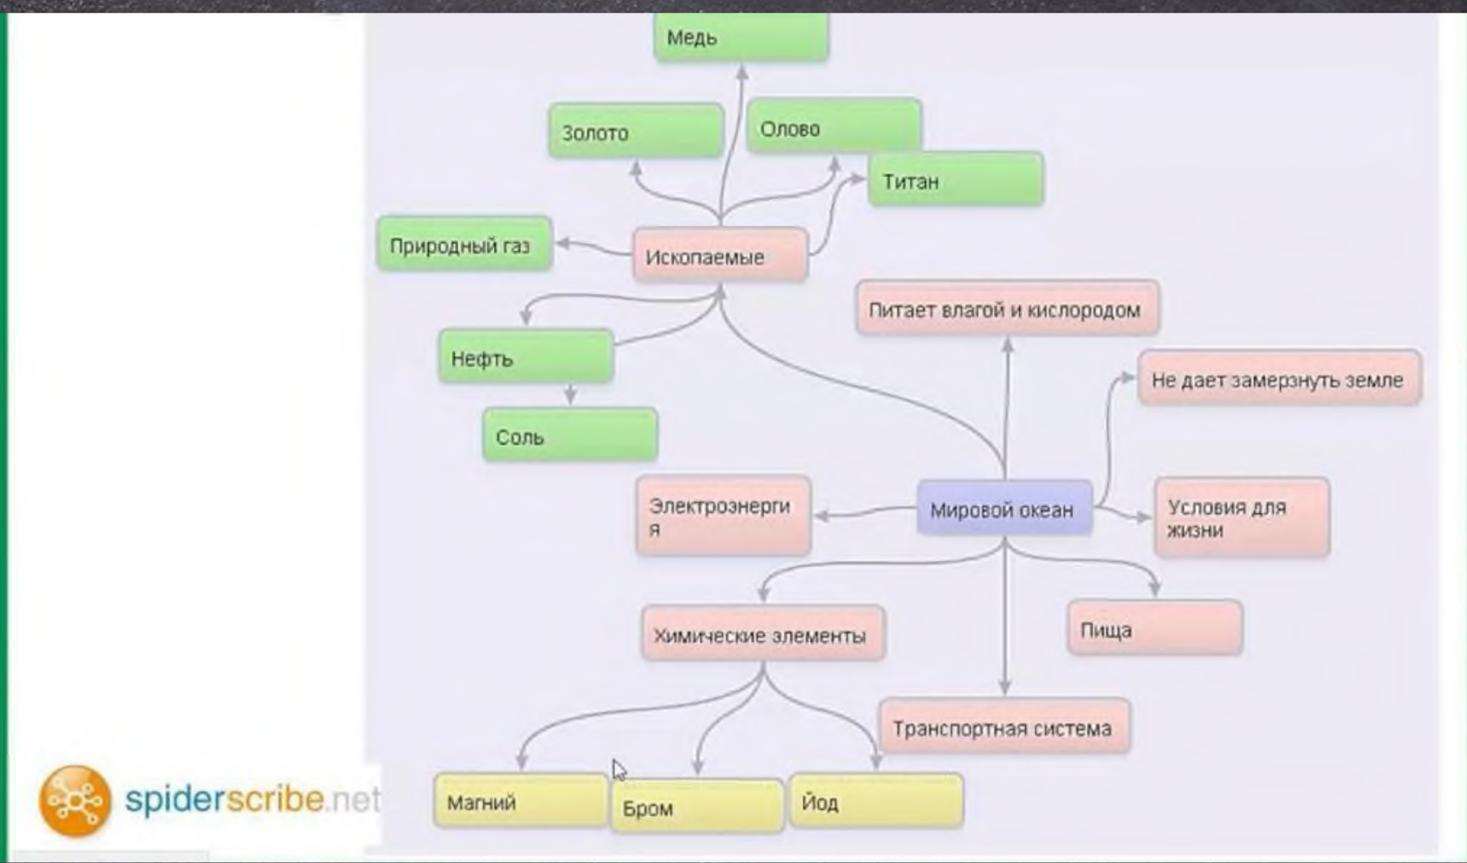 Медь
Золото
Олово
Титан
Природный газ
Ископаемые
Питает влагой и кислородом
Нефть
Не дает замерзнуть земле
Соль
Электроэнерги
я
Мировой океан
Условия для
жизни
Химические элементы
Пища
Транспортная система
Магний
Бром
Йод
spiderscribe.net